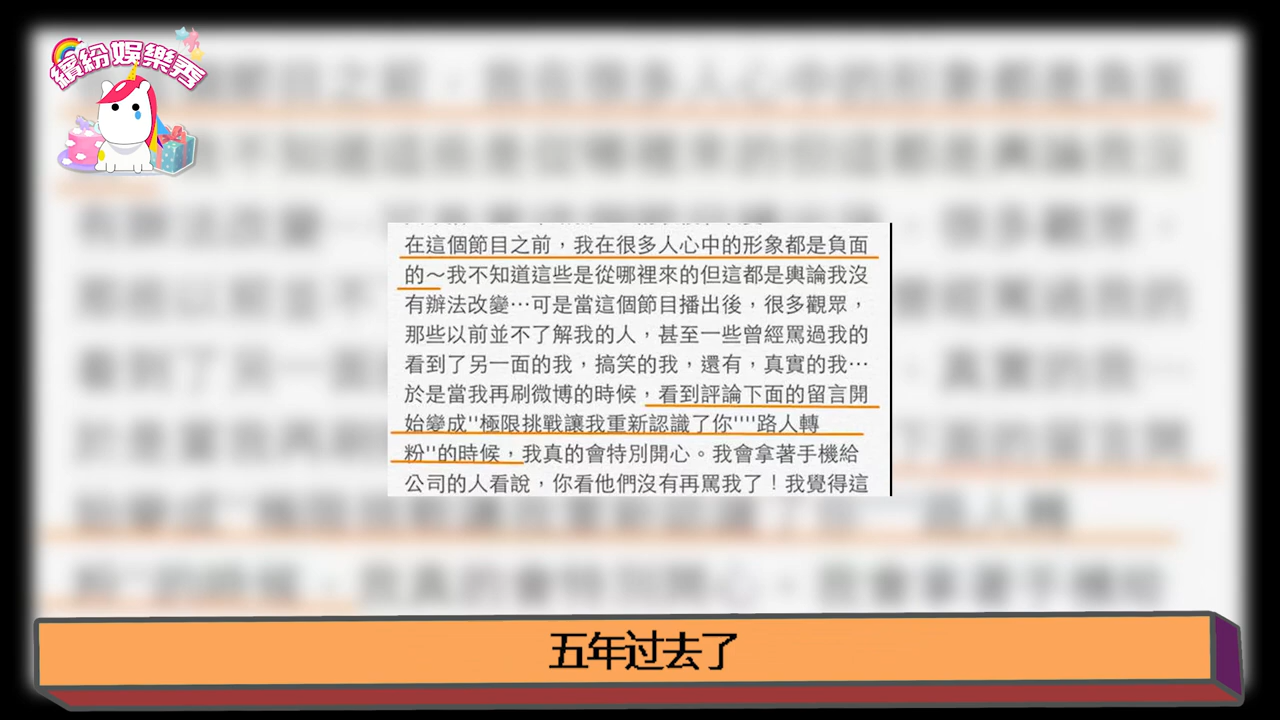 繽紛娛樂秀
在這個節目之前，我在很多人心中的形象都是負面
的～我不知道這些是從哪裡來的但這都是輿論我沒
有辦法改變…可是當這個節目播出後，很多觀眾，
那些以前並不了解我的人，甚至一些曾經罵過我的
看到了另一面的我，搞笑的我，還有，真實的我…
於是當我再刷微博的時候，看到評論下面的留言開
始變成"極限挑戰讓我重新認識了你""路人轉
粉"的時候，我真的會特別開心。我會拿著手機給
公司的人看說，你看他們沒有再罵我了！我覺得這
五年过去了